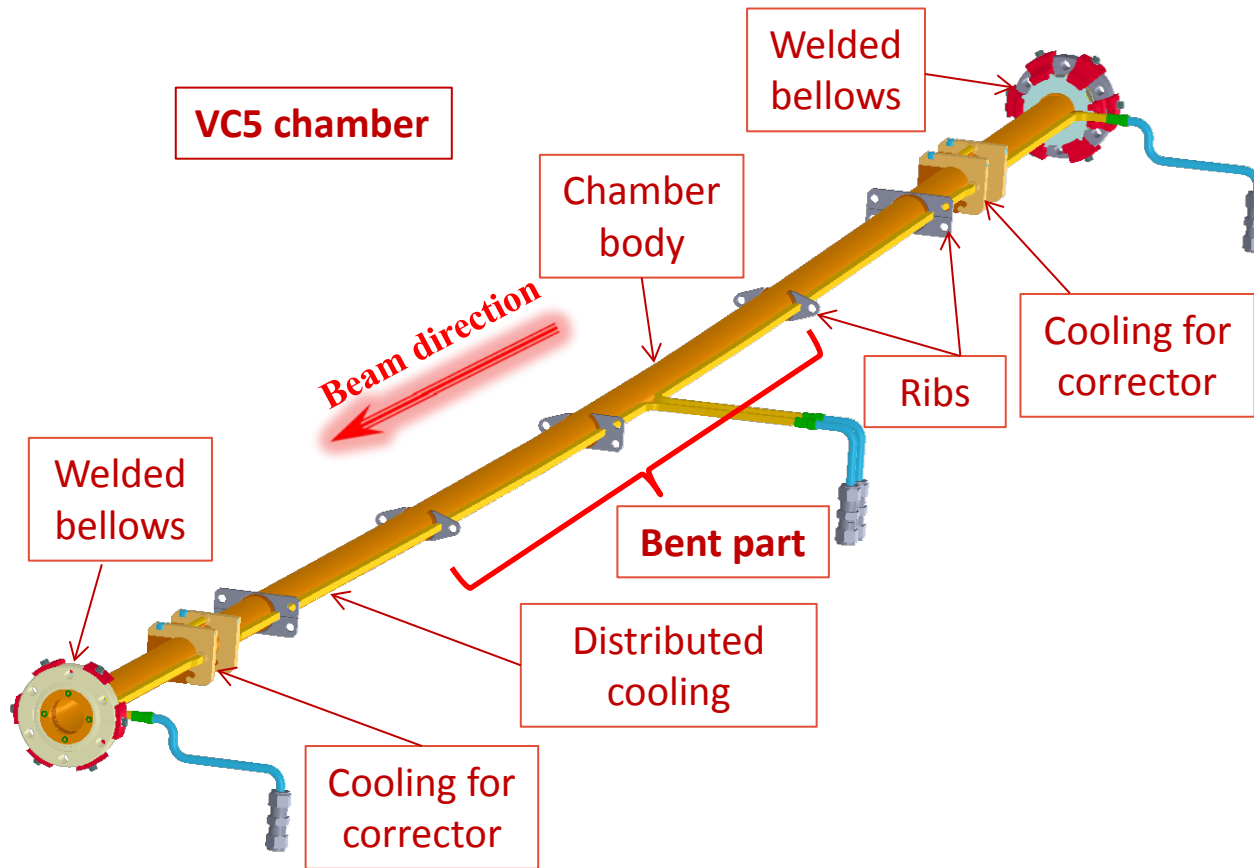 Welded
bellows
VC5 chamber
Chamber
body
Beam direction
Cooling for
corrector
Ribs
Welded
bellows
Bent part
Distributed
cooling
Cooling for
corrector